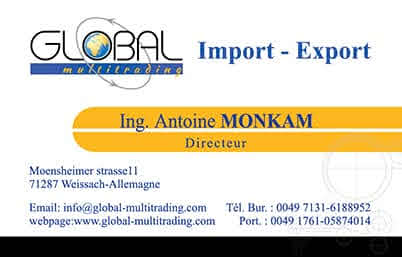 GLOBAL
multitrading
Import - Export
Ing. Antoine MONKAM
Directeur
Moensheimer strasse11
71287 Weissach-Allemagne
Email: info@global-multitrading.com Tél. Bur. : 0049 7131-6188952
webpage:www.global-multitrading.com Port. : 0049 1761-05874014